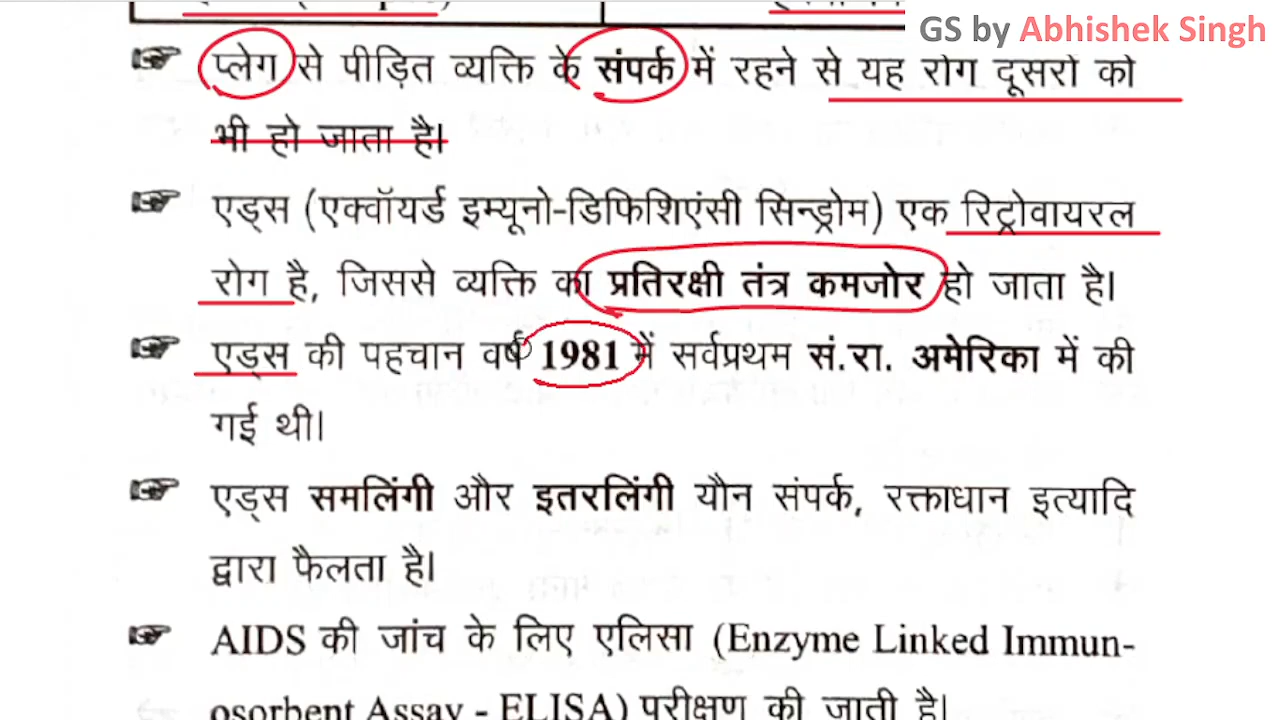 GS by Abhishek Singh
प्लेग से पीड़ित व्यक्ति के संपर्क में रहने से यह रोग दूसरों को
भी हो जाता है।
एड्स (एक्वॉयर्ड इम्यूनो-डिफिशिएंसी सिन्ड्रोम) एक रिट्रोवायरल
रोग है, जिससे व्यक्ति का प्रतिरक्षी तंत्र कमजोर हो जाता है।
एड्स की पहचान वर्ष 1981 में सर्वप्रथम सं.रा. अमेरिका में की
गई थी।
एड्स समलिंगी और इतरलिंगी यौन संपर्क, रक्ताधान इत्यादि
द्वारा फैलता है।
AIDS की जांच के लिए एलिसा (Enzyme Linked Immun-
osorbent Assay - ELISA) परीक्षण की जाती है।